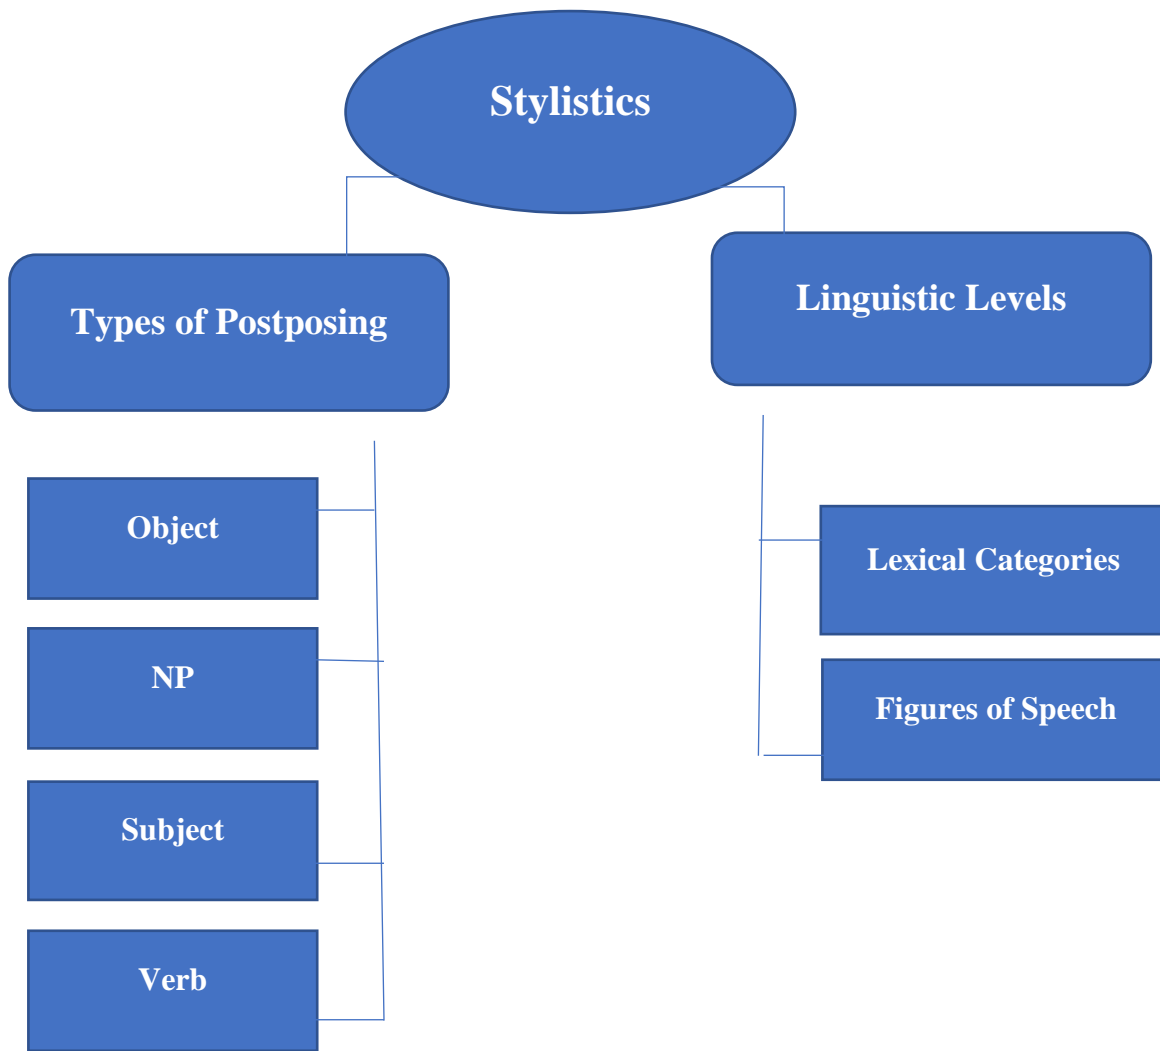 Stylistics
Types of Postposing
Linguistic Levels
Object
NP
Subject
Verb
Lexical Categories
Figures of Speech